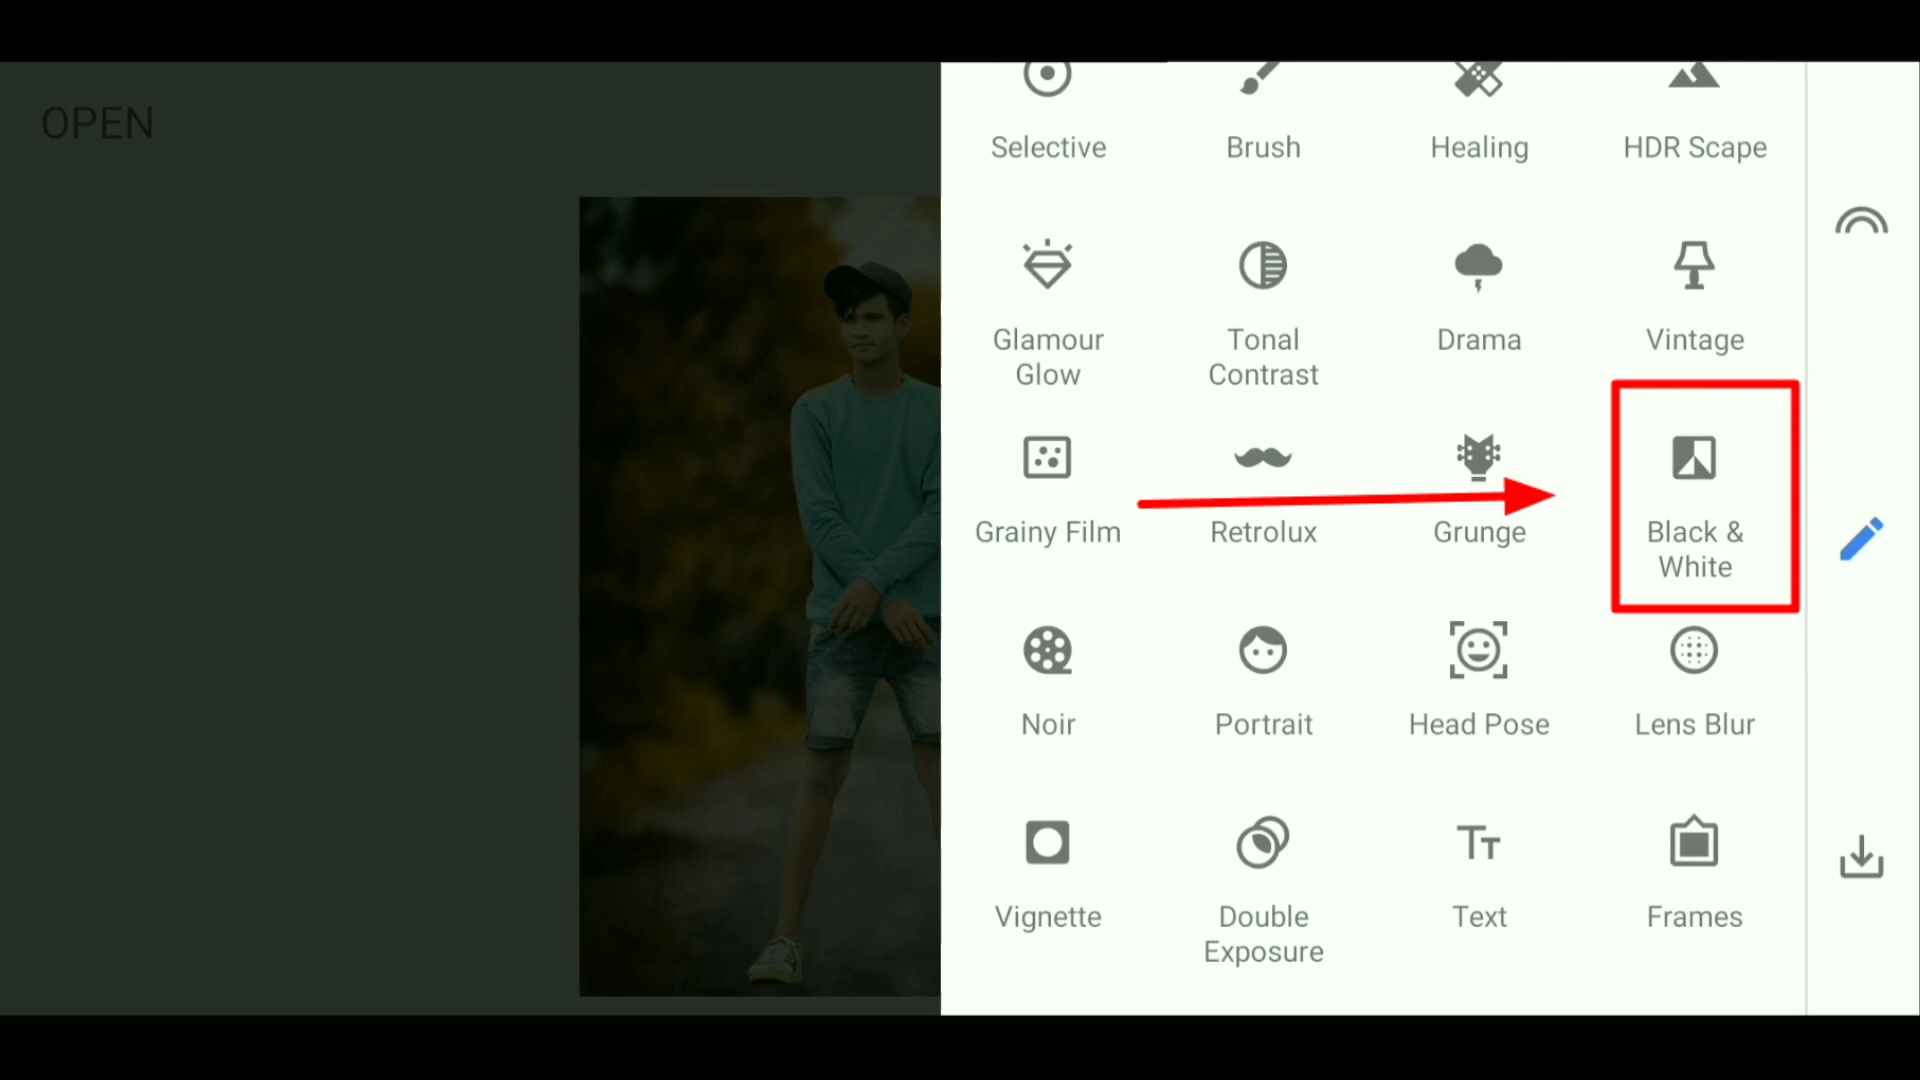 OPEN
Selective
Brush
Healing
HDR Scape
Glamour
Glow
Tonal
Contrast
Drama
Vintage
Grainy Film
Retrolux
Grunge
Black &
White
Noir
Portrait
Head Pose
Lens Blur
Vignette
Double
Exposure
Text
Frames